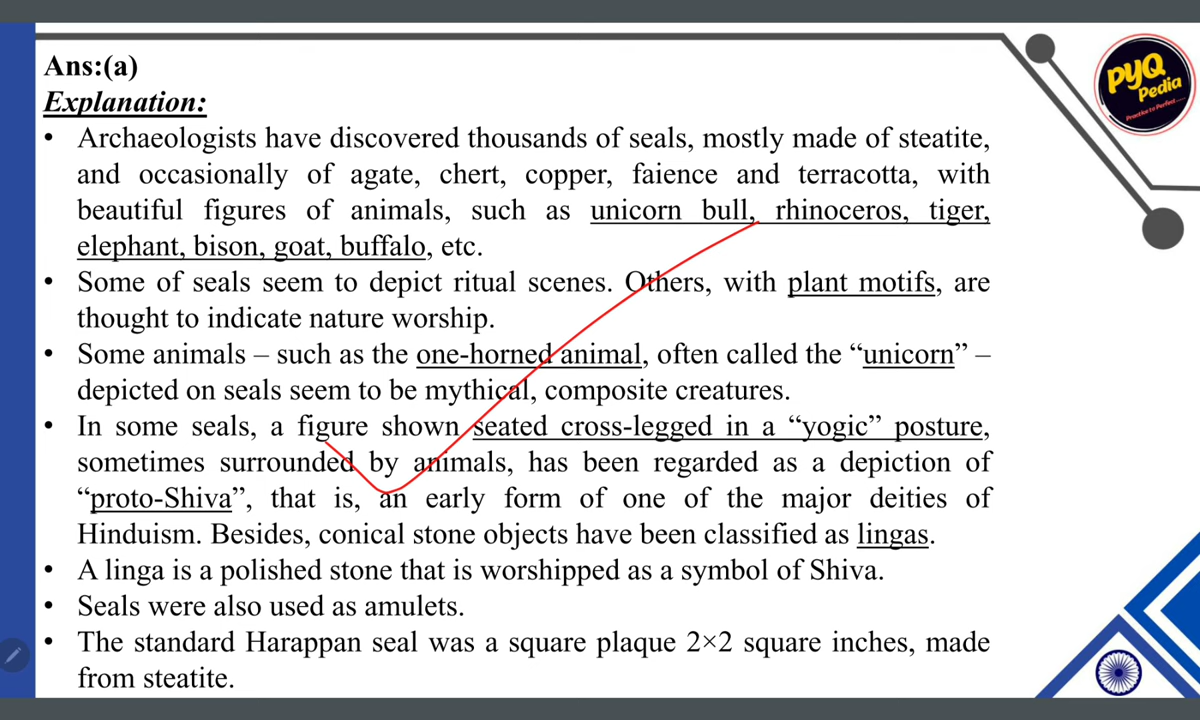 Ans:(a)
Explanation:
• Archaeologists have discovered thousands of seals, mostly made of steatite,
and occasionally of agate, chert, copper, faience and terracotta, with
beautiful figures of animals, such as unicorn bull, rhinoceros, tiger,
elephant, bison, goat, buffalo, etc.
• Some of seals seem to depict ritual scenes. Others, with plant motifs, are
thought to indicate nature worship.
• Some animals – such as the one-horned animal, often called the “unicorn” –
depicted on seals seem to be mythical, composite creatures.
• In some seals, a figure shown seated cross-legged in a “yogic” posture,
sometimes surrounded by animals, has been regarded as a depiction of
“proto-Shiva”, that is, an early form of one of the major deities of
Hinduism. Besides, conical stone objects have been classified as lingas.
• A linga is a polished stone that is worshipped as a symbol of Shiva.
• Seals were also used as amulets.
• The standard Harappan seal was a square plaque 2×2 square inches, made
from steatite.
PYQ
Pedia
Practice to Perfect......